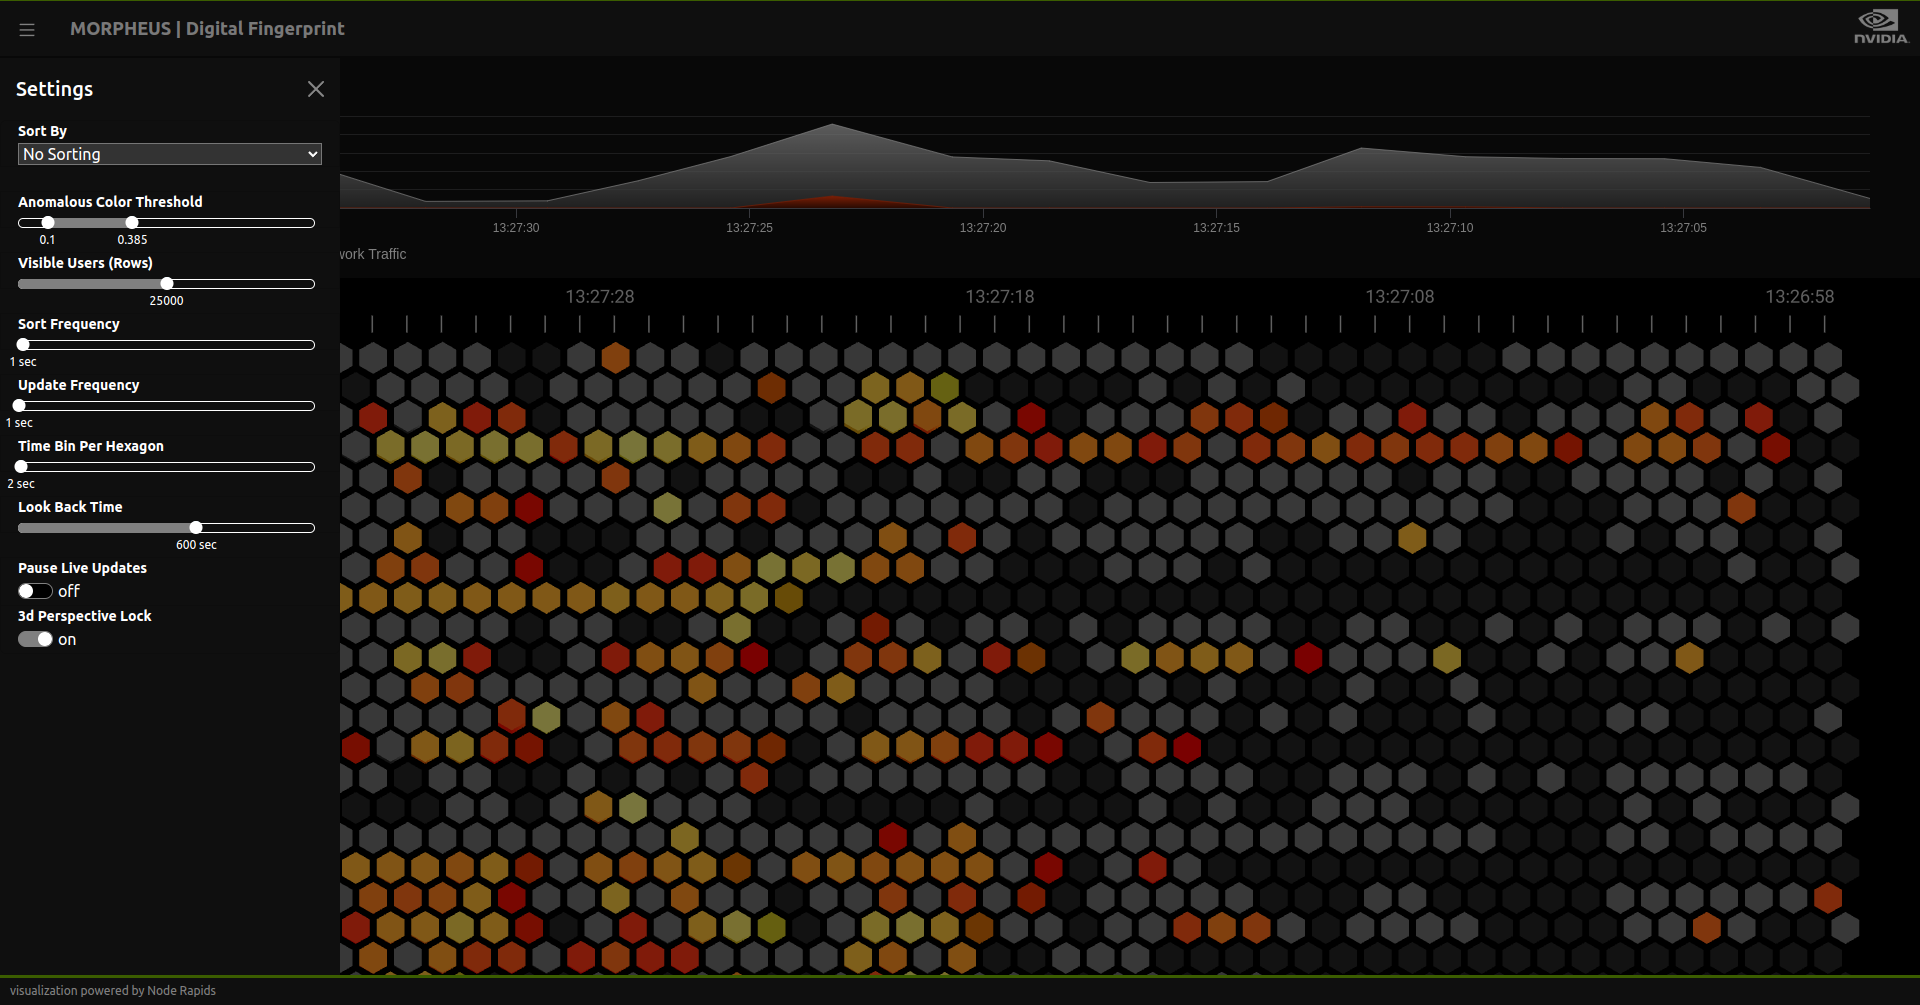 MORPHEUS | Digital Fingerprint
NVIDIA
Settings
Sort By
No Sorting
Anomalous Color Threshold
0.1 0.385
Visible Users (Rows)
25000
Sort Frequency
1 sec
Update Frequency
1 sec
Time Bin Per Hexagon
2 sec
Look Back Time
600 sec
Pause Live Updates
off
3d Perspective Lock
on
13:27:30 13:27:25 13:27:20 13:27:15 13:27:10 13:27:05
work Traffic
13:27:28 13:27:18 13:27:08 13:26:58
visualization powered by Node Rapids